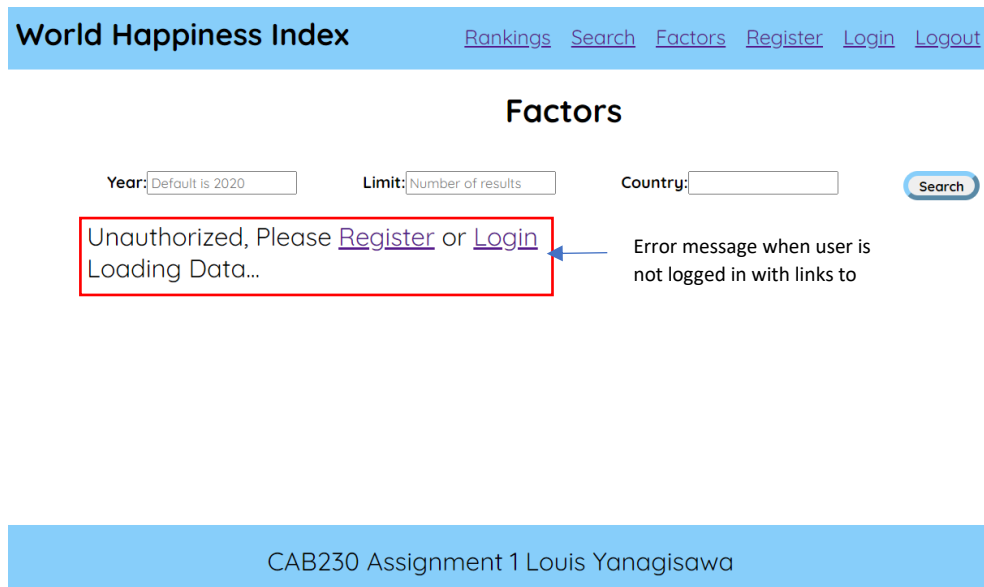 World Happiness Index Rankings Search Factors Register Login Logout
Factors
Year: Default is 2020 Limit: Number of results Country: Search
Unauthorized, Please Register or Login
Loading Data...
Error message when user is
not logged in with links to
CAB230 Assignment 1 Louis Yanagisawa